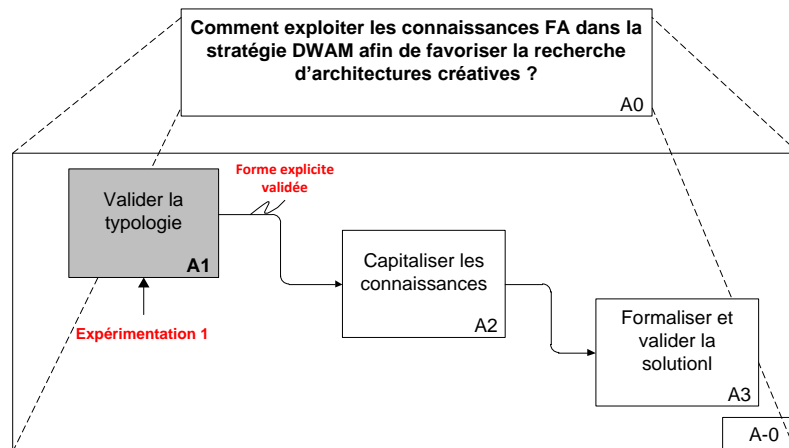 Comment exploiter les connaissances FA dans la
stratégie DWAM afin de favoriser la recherche
d'architectures créatives ?
A0
Forme explicite
validée
Valider la
typologie
A1
Expérimentation 1
Capitaliser les
connaissances
A2
Formaliser et
valider la
solutionl
A3
A-0